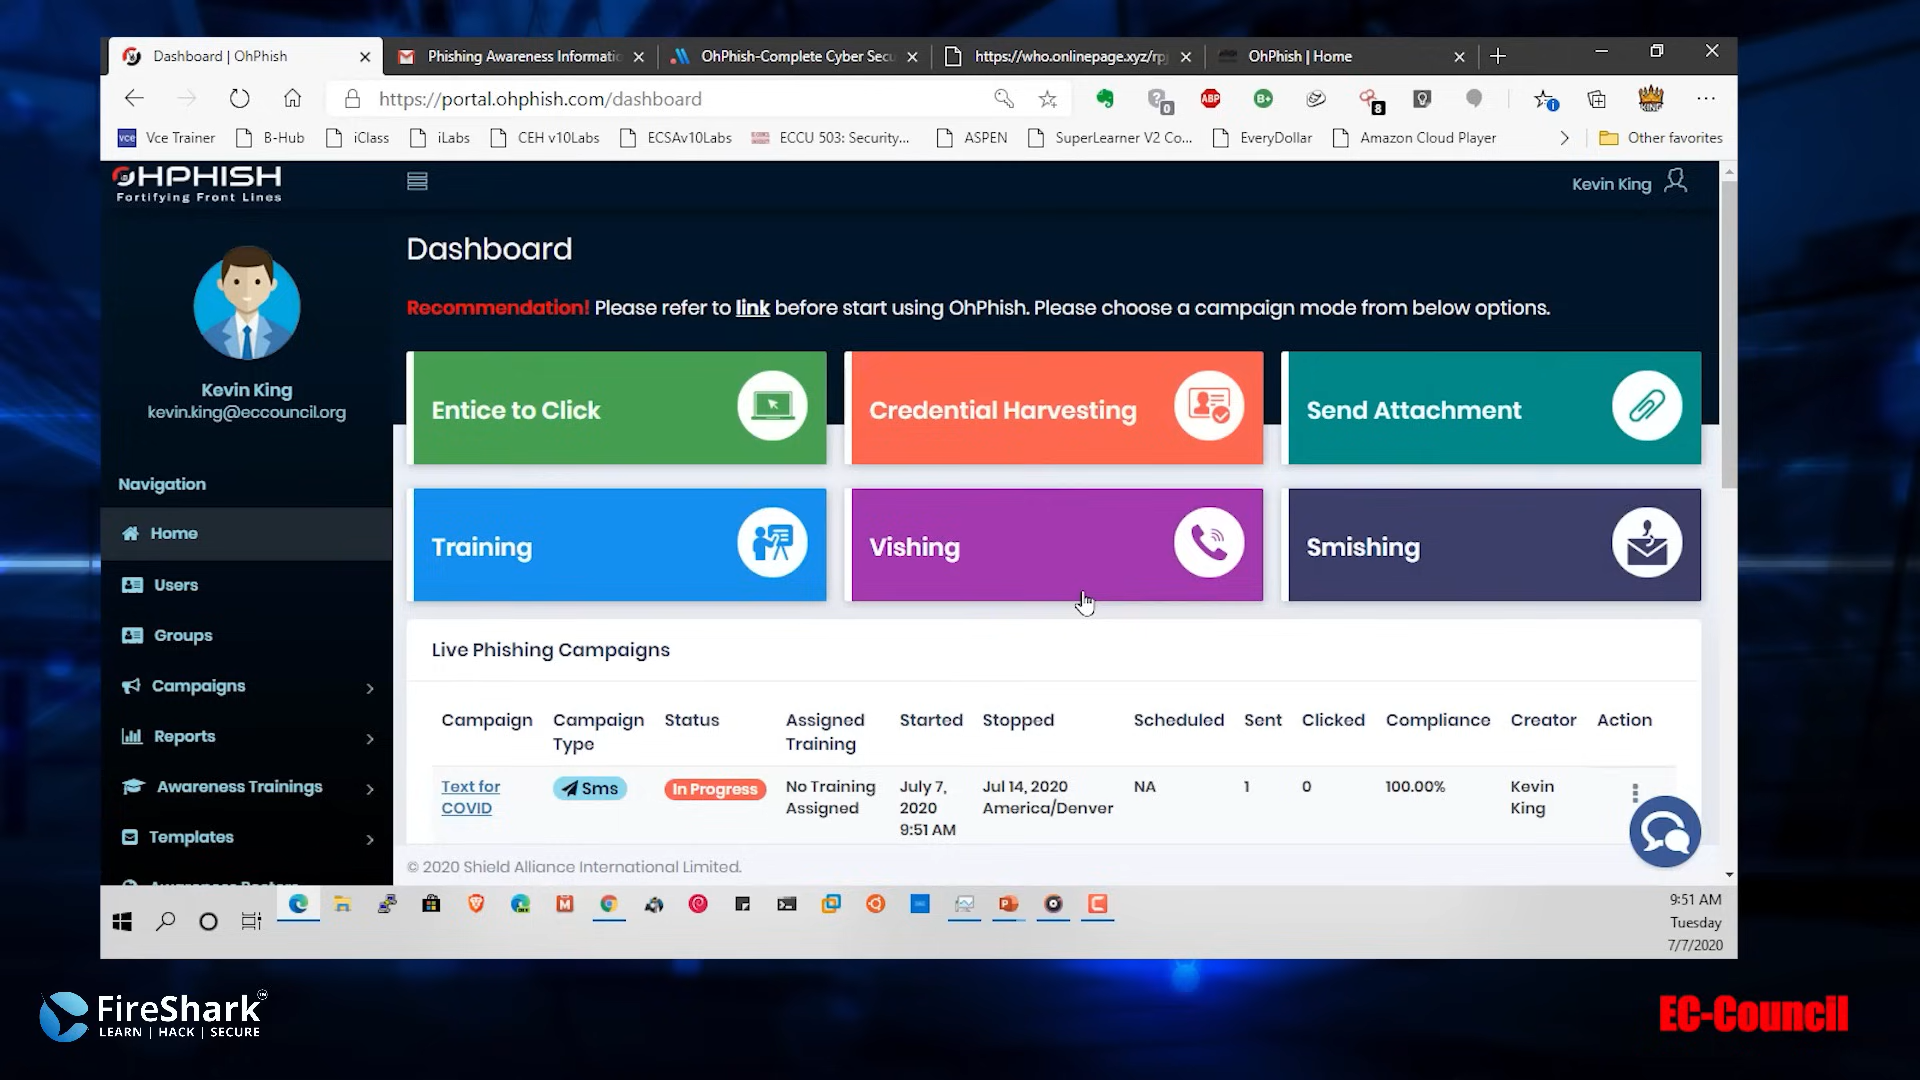 Dashboard | OhPhish
Phishing Awareness Informatio
OhPhish-Complete Cyber Secu
https://who.onlinepage.xyz/rpj
OhPhish | Home
https://portal.ohphish.com/dashboard
0
ABP
B+
8
KING
vce Vce Trainer
B-Hub
iClass
iLabs
CEH v10Labs
ECSAv10Labs
ECCU 503: Security...
ASPEN
SuperLearner V2 Co...
EveryDollar
Amazon Cloud Player
Other favorites
OHPHISH
Fortifying Front Lines
Kevin King
Kevin King
kevin.king@eccouncil.org
Navigation
Home
Users
Groups
Campaigns
Reports
Awareness Trainings
Templates
Dashboard
Recommendation! Please refer to link before start using OhPhish. Please choose a campaign mode from below options.
Entice to Click
Credential Harvesting
Send Attachment
Training
Vishing
Smishing
Live Phishing Campaigns
Campaign Campaign Type Status Assigned Training Started Stopped Scheduled Sent Clicked Compliance Creator Action
Text for COVID Sms In Progress No Training Assigned July 7, 2020 9:51 AM Jul 14, 2020 America/Denver NA 1 0 100.00% Kevin King
© 2020 Shield Alliance International Limited.
9:51 AM
Tuesday
7/7/2020
FireShark
LEARN | HACK | SECURE
EC-Council